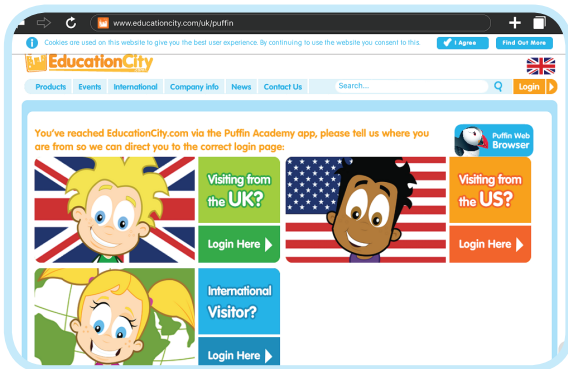 www.educationcity.com/uk/puffin
i Cookies are used on this website to give you the best user experience. By continuing to use the website you consent to this. I Agree Find Out More
EducationCity
Products Events International Company info News Contact Us Search... Login
You've reached EducationCity.com via the Puffin Academy app, please tell us where you
are from so we can direct you to the correct login page:
Puffin Web
Browser
Visiting from
the UK?
Login Here
Visiting from
the US?
Login Here
International
Visitor?
Login Here